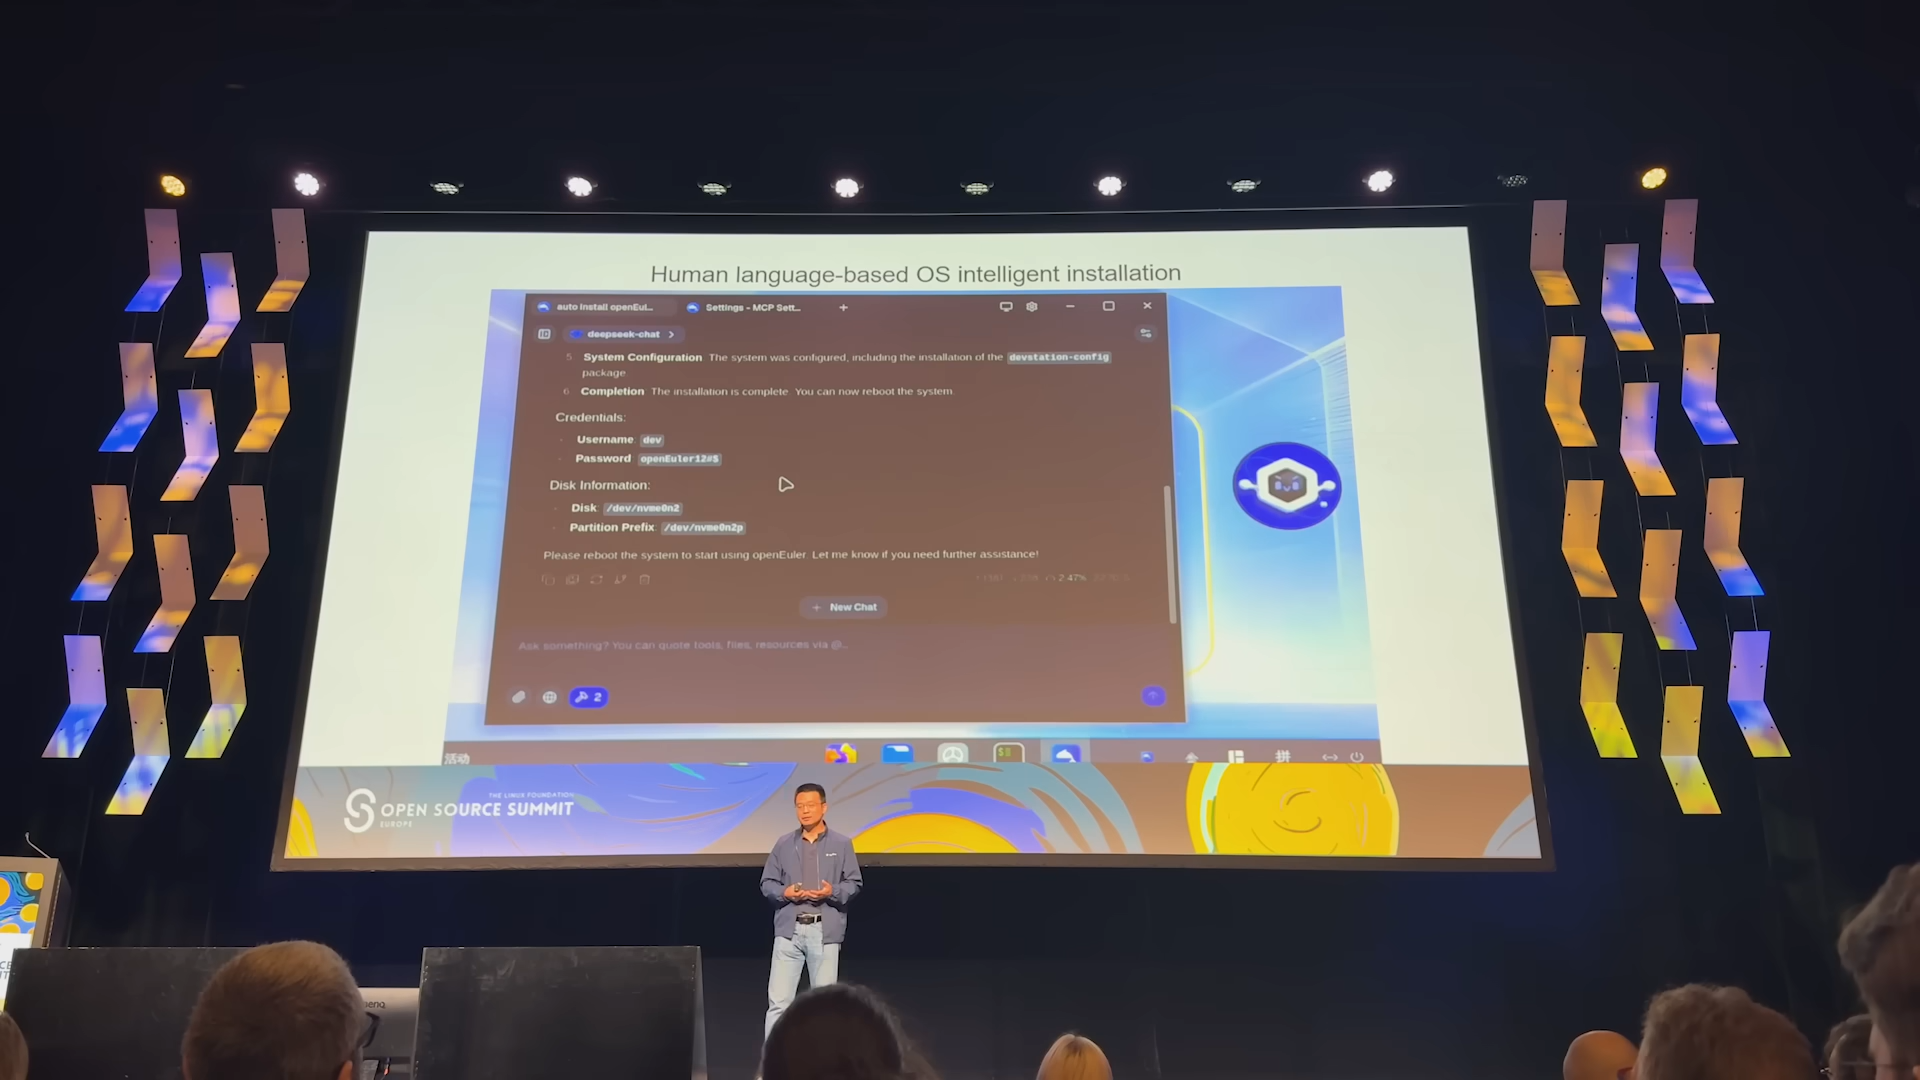 Human language-based OS intelligent installation
auto install openEul...
Settings - MCP Sett...
deepseek-chat
5 System Configuration The system was configured, including the installation of the devstation-config
package
6 Completion The installation is complete You can now reboot the system.
Credentials:
Username dev
Password openEuler12#$
Disk Information:
Disk /dev/nvme0n2
Partition Prefix /dev/nvme0n2p
Please reboot the system to start using openEuler. Let me know if you need further assistance!
2.47%
+ New Chat
Ask something? You can quote tools, files, resources via @...
2
活动
$$
拼
THE LINUX FOUNDATION
OPEN SOURCE SUMMIT
EUROPE
benq